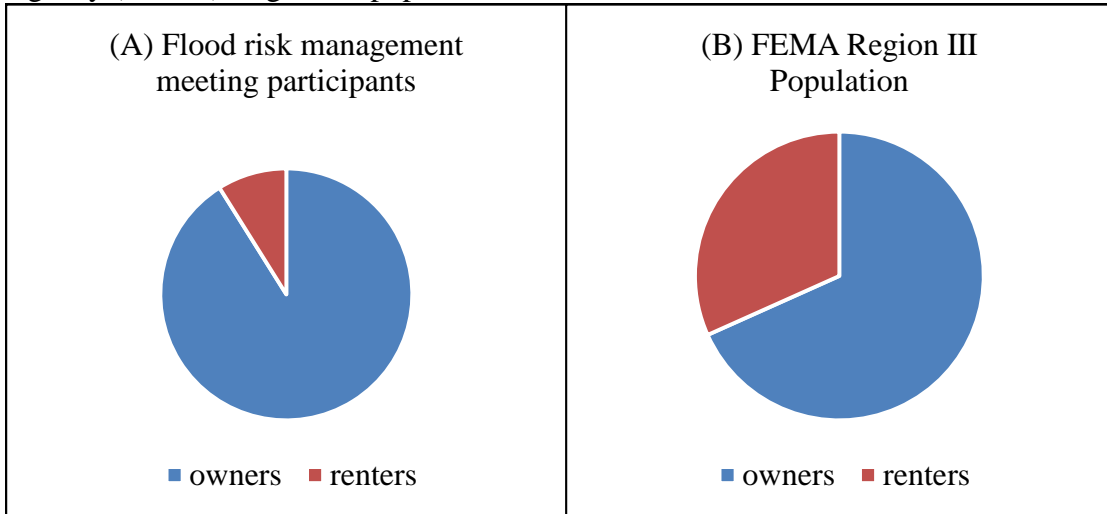 (A) Flood risk management
meeting participants
owners renters
(B) FEMA Region III
Population
owners renters